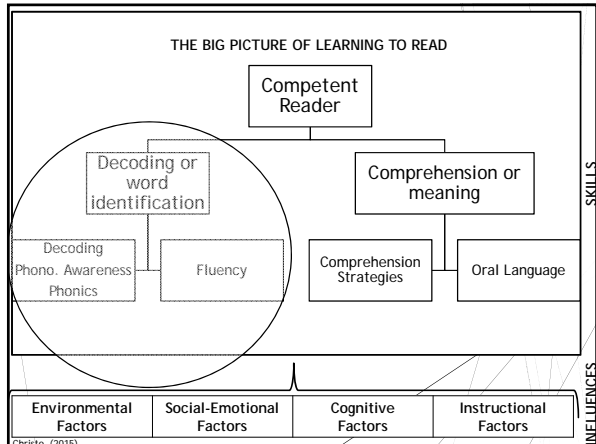 THE BIG PICTURE OF LEARNING TO READ
Competent
Reader
Decoding or
word
identification
Comprehension or
meaning
Decoding
Phono. Awareness
Phonics
Fluency
Comprehension
Strategies
Oral Language
SKILLS
Environmental
Factors
Social-Emotional
Factors
Cognitive
Factors
Instructional
Factors
INFLUENCES
Christo (2015)